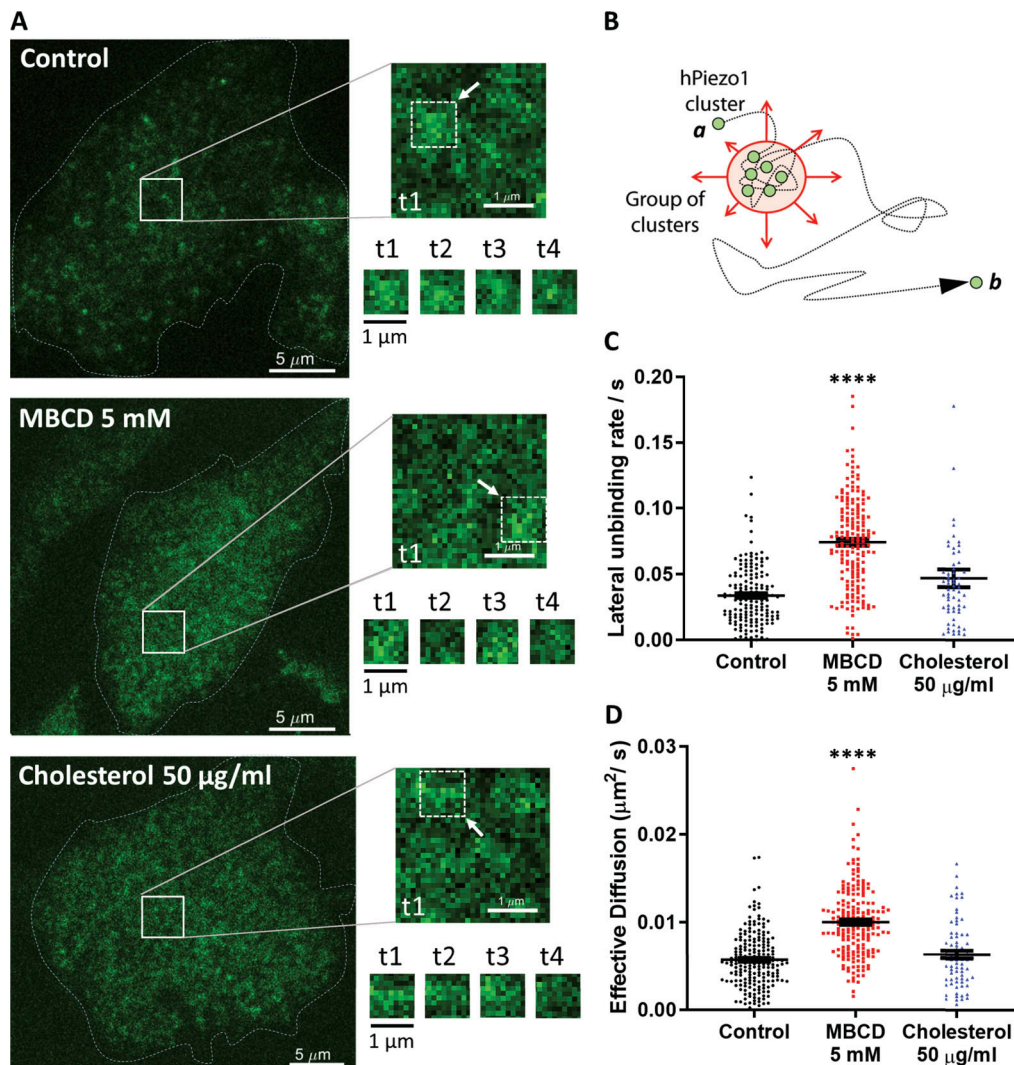 A
Control
5 μm
t1
1 μm
t1 t2 t3 t4
1 μm
MBCD 5 mM
5 μm
t1
1 μm
t1 t2 t3 t4
1 μm
Cholesterol 50 μg/ml
5 μm
t1
1 μm
t1 t2 t3 t4
1 μm
B
hPiezo1
cluster
a
Group of
clusters
b
C
Lateral unbinding rate / s
0.20
0.15
0.10
0.05
0.00
****
Control MBCD Cholesterol
5 mM 50 μg/ml
D
Effective Diffusion (μm²/ s)
0.03
0.02
0.01
0.00
****
Control MBCD Cholesterol
5 mM 50 μg/ml